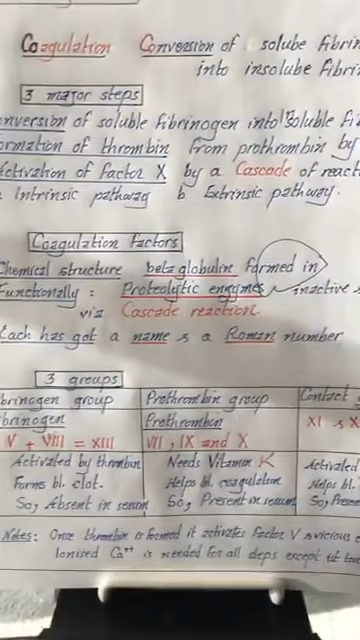 Coagulation Conversion of solube fibrin
into insolube fibri
3 major steps
nversion of soluble fibrinogen into soluble fi
ormation of thrombin from prothrombin by
ctivation of Factor X by a Cascade of react
Intrinsic pathway b Extrinsic pathway.
Coagulation factors
Chemical structure beta globulin formed in
Functionally : Proteolytic engymes inactive
via Cascade reaction.
Each has got a name & a Roman number
3 groups
brinogen group Prothrombin group Contact
brinogen Prothrombin XI & X
V + VIII = XIII VII , IX and X
Activated by thrombin Needs Vitamin K Activated
Forms bl. clot. Helps bl. coagulation Helps bl.
So, Absent in serum So, Present in serum So, Prese
Notes: Once thrombin is formed it activates Factor V
Ionised Ca++ is needed for all steps except